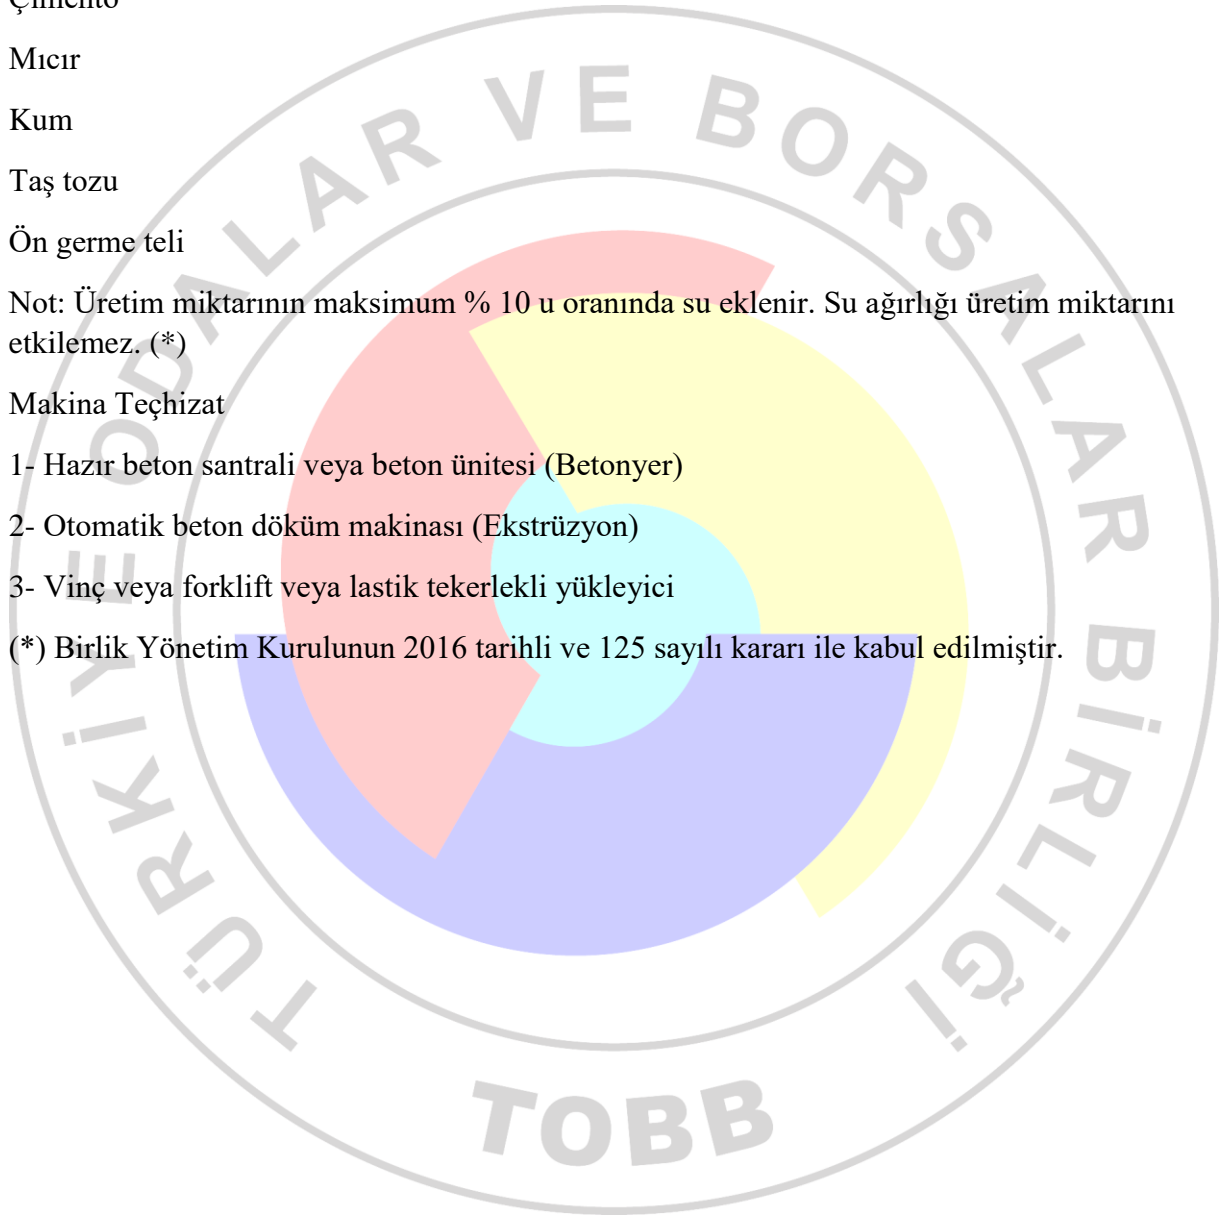 Çimento
Mıcır
Kum
Taş tozu
Ön germe teli
Not: Üretim miktarının maksimum % 10 u oranında su eklenir. Su ağırlığı üretim miktarını
etkilemez. (*)
Makina Teçhizat
1- Hazır beton santrali veya beton ünitesi (Betonyer)
2- Otomatik beton döküm makinası (Ekstrüzyon)
3- Vinç veya forklift veya lastik tekerlekli yükleyici
(*) Birlik Yönetim Kurulunun 2016 tarihli ve 125 sayılı kararı ile kabul edilmiştir.
TÜRKİYE ODALAR VE BORSALAR BİRLİĞİ
TOBB